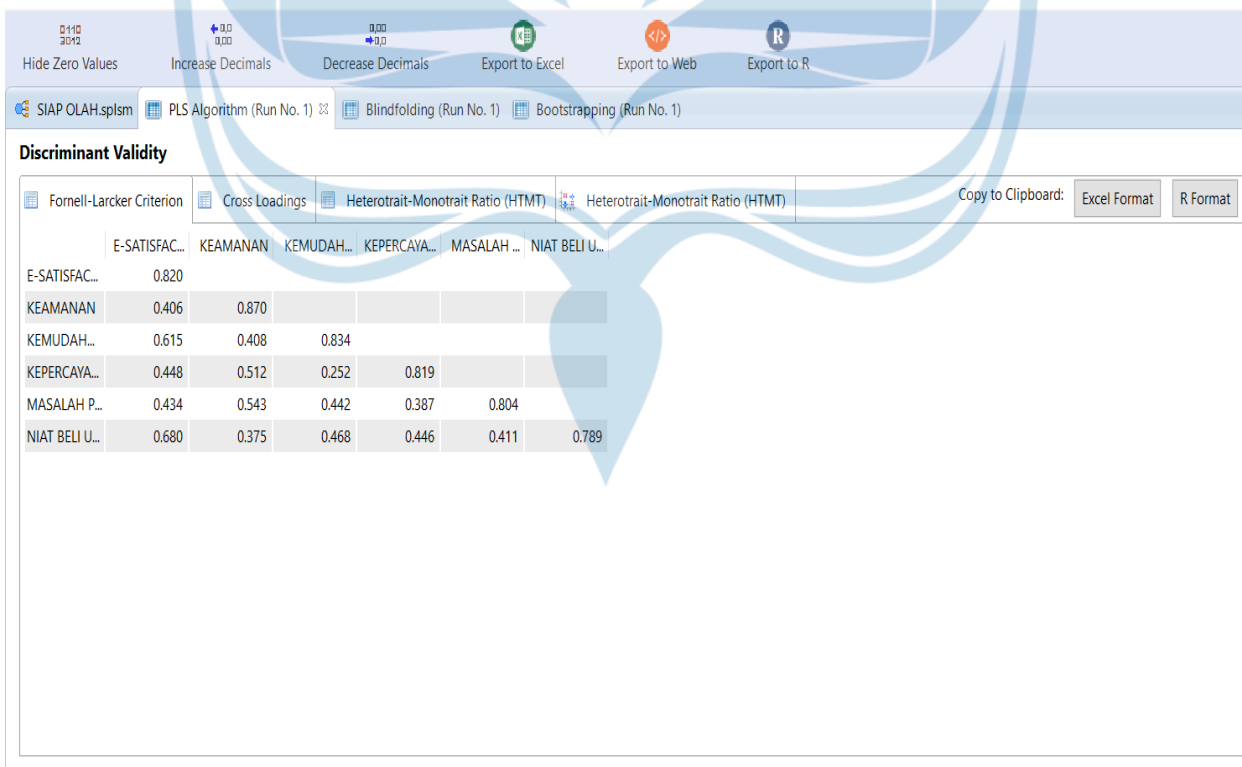 Hide Zero Values Increase Decimals Decrease Decimals Export to Excel Export to Web Export to R
SIAP OLAH.splsm PLS Algorithm (Run No. 1) Blindfolding (Run No. 1) Bootstrapping (Run No. 1)
Discriminant Validity
Fornell-Larcker Criterion Cross Loadings Heterotrait-Monotrait Ratio (HTMT) Heterotrait-Monotrait Ratio (HTMT) Copy to Clipboard: Excel Format R Format
E-SATISFAC... KEAMANAN KEMUDAH... KEPERCAYA... MASALAH ... NIAT BELI U...
E-SATISFAC... 0.820
KEAMANAN 0.406 0.870
KEMUDAH... 0.615 0.408 0.834
KEPERCAYA... 0.448 0.512 0.252 0.819
MASALAH P... 0.434 0.543 0.442 0.387 0.804
NIAT BELI U... 0.680 0.375 0.468 0.446 0.411 0.789